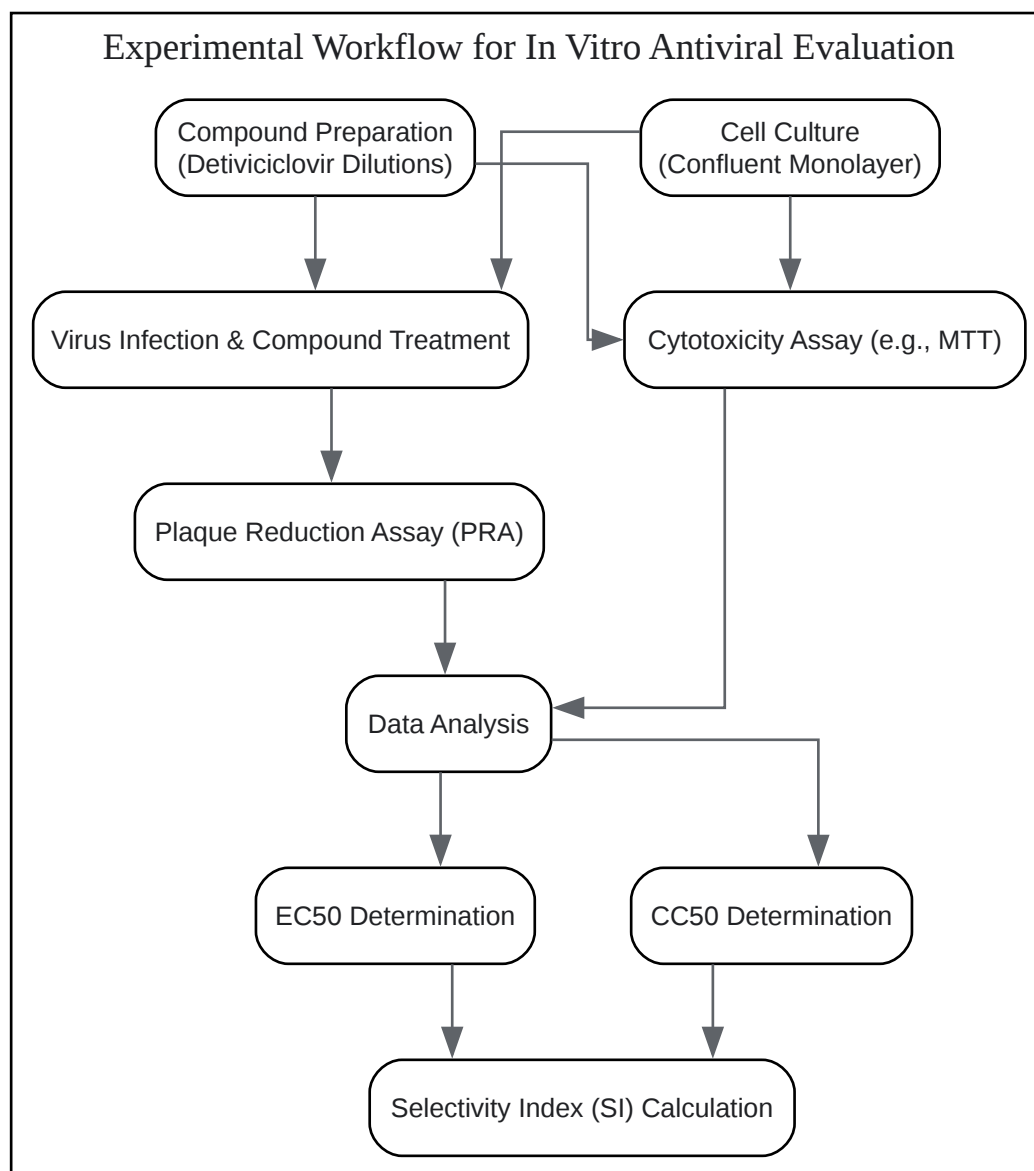 Experimental Workflow for In Vitro Antiviral Evaluation
Compound Preparation
(Detiviciclovir Dilutions)
Cell Culture
(Confluent Monolayer)
Virus Infection & Compound Treatment
Cytotoxicity Assay (e.g., MTT)
Plaque Reduction Assay (PRA)
Data Analysis
EC50 Determination
CC50 Determination
Selectivity Index (SI) Calculation